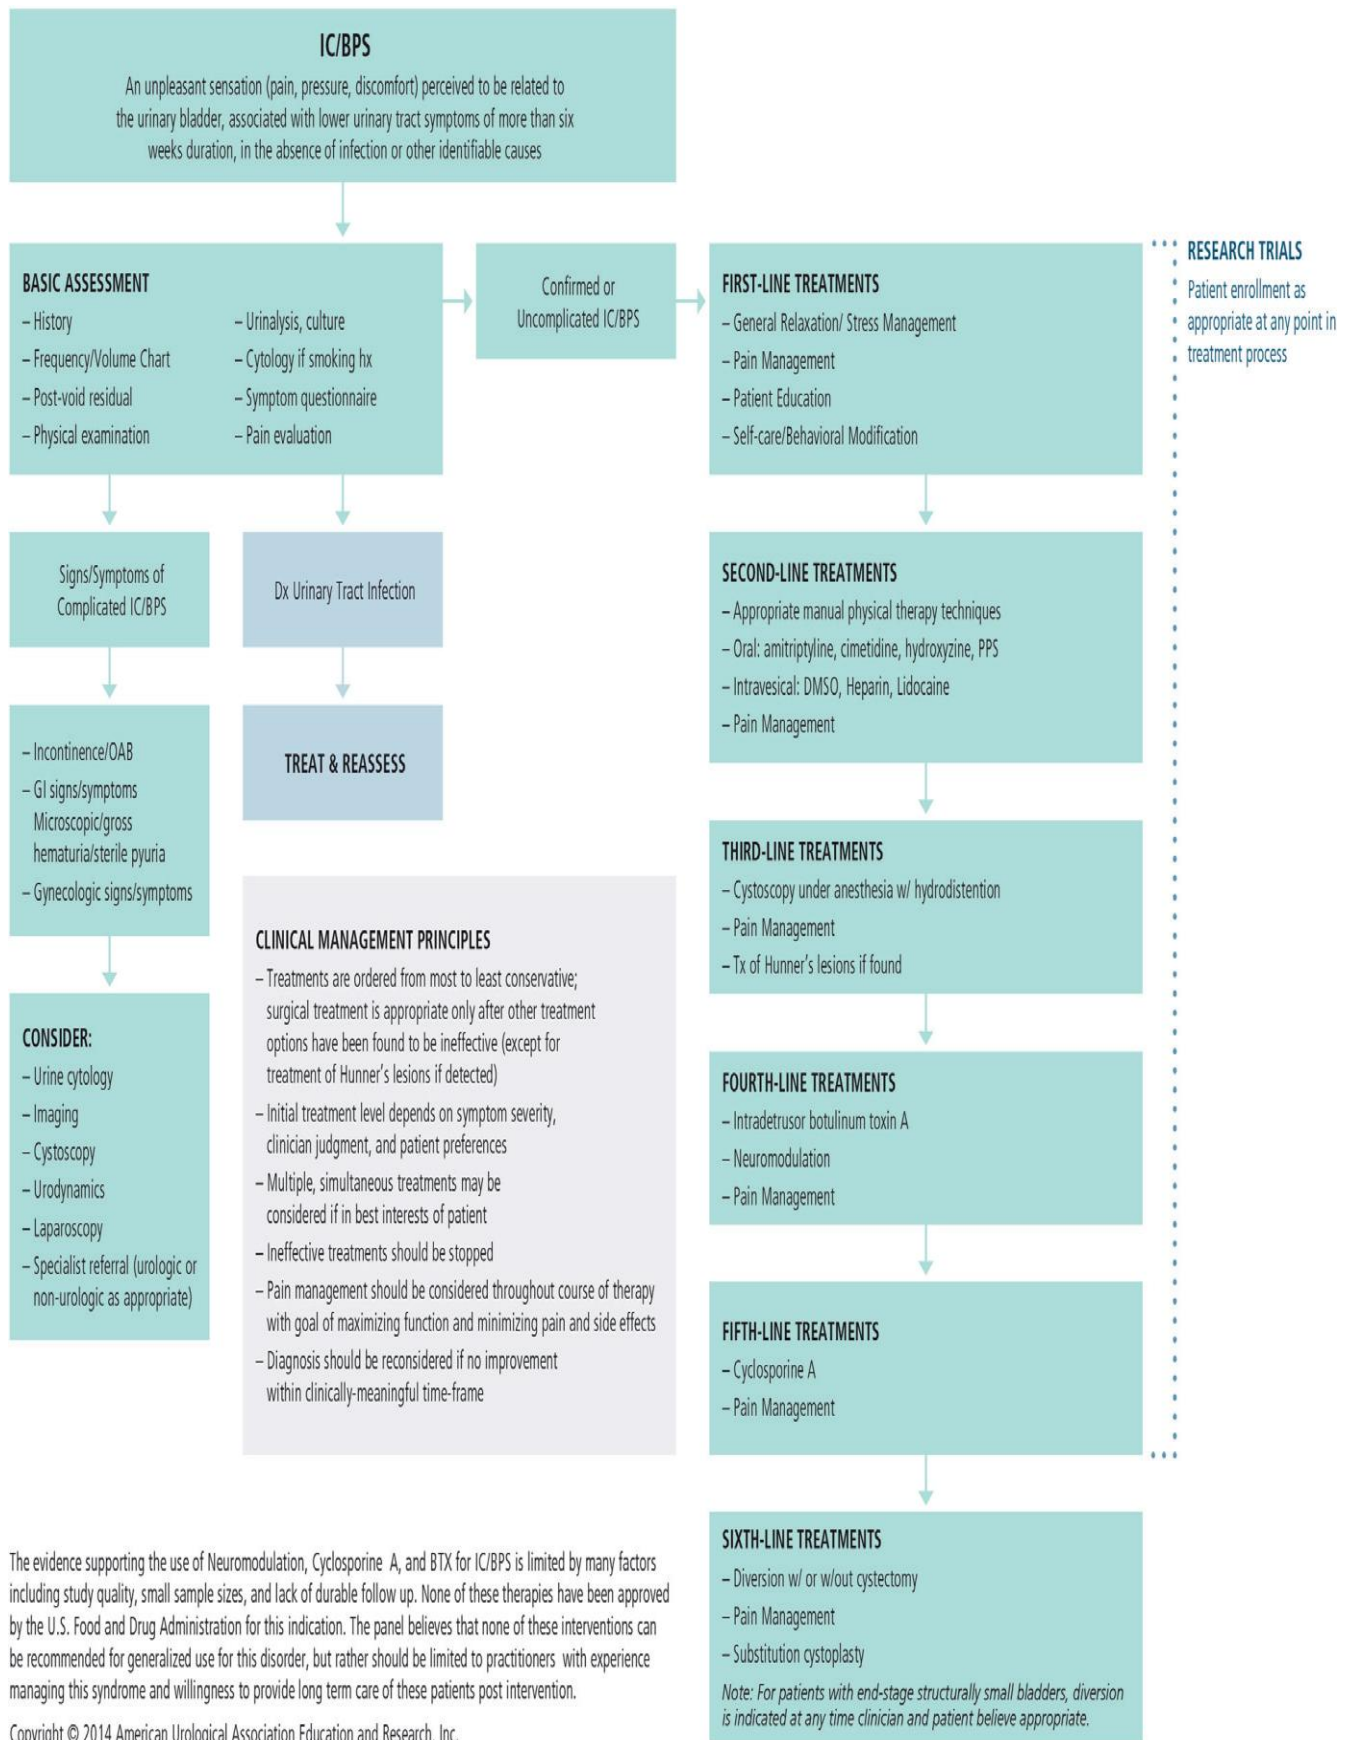 IC/BPS
An unpleasant sensation (pain, pressure, discomfort) perceived to be related to
the urinary bladder, associated with lower urinary tract symptoms of more than six
weeks duration, in the absence of infection or other identifiable causes
BASIC ASSESSMENT
– History
– Frequency/Volume Chart
– Post-void residual
– Physical examination
– Urinalysis, culture
– Cytology if smoking hx
– Symptom questionnaire
– Pain evaluation
Confirmed or
Uncomplicated IC/BPS
Signs/Symptoms of
Complicated IC/BPS
Dx Urinary Tract Infection
– Incontinence/OAB
– GI signs/symptoms
Microscopic/gross
hematuria/sterile pyuria
– Gynecologic signs/symptoms
TREAT & REASSESS
CONSIDER:
– Urine cytology
– Imaging
– Cystoscopy
– Urodynamics
– Laparoscopy
– Specialist referral (urologic or
non-urologic as appropriate)
CLINICAL MANAGEMENT PRINCIPLES
– Treatments are ordered from most to least conservative;
surgical treatment is appropriate only after other treatment
options have been found to be ineffective (except for
treatment of Hunner's lesions if detected)
– Initial treatment level depends on symptom severity,
clinician judgment, and patient preferences
– Multiple, simultaneous treatments may be
considered if in best interests of patient
– Ineffective treatments should be stopped
– Pain management should be considered throughout course of therapy
with goal of maximizing function and minimizing pain and side effects
– Diagnosis should be reconsidered if no improvement
within clinically-meaningful time-frame
FIRST-LINE TREATMENTS
– General Relaxation/ Stress Management
– Pain Management
– Patient Education
– Self-care/Behavioral Modification
SECOND-LINE TREATMENTS
– Appropriate manual physical therapy techniques
– Oral: amitriptyline, cimetidine, hydroxyzine, PPS
– Intravesical: DMSO, Heparin, Lidocaine
– Pain Management
THIRD-LINE TREATMENTS
– Cystoscopy under anesthesia w/ hydrodistention
– Pain Management
– Tx of Hunner's lesions if found
FOURTH-LINE TREATMENTS
– Intradetrusor botulinum toxin A
– Neuromodulation
– Pain Management
FIFTH-LINE TREATMENTS
– Cyclosporine A
– Pain Management
SIXTH-LINE TREATMENTS
– Diversion w/ or w/out cystectomy
– Pain Management
– Substitution cystoplasty
Note: For patients with end-stage structurally small bladders, diversion
is indicated at any time clinician and patient believe appropriate.
RESEARCH TRIALS
Patient enrollment as
appropriate at any point in
treatment process
The evidence supporting the use of Neuromodulation, Cyclosporine A, and BTX for IC/BPS is limited by many factors
including study quality, small sample sizes, and lack of durable follow up. None of these therapies have been approved
by the U.S. Food and Drug Administration for this indication. The panel believes that none of these interventions can
be recommended for generalized use for this disorder, but rather should be limited to practitioners with experience
managing this syndrome and willingness to provide long term care of these patients post intervention.
Copyright © 2014 American Urological Association Education and Research, Inc.